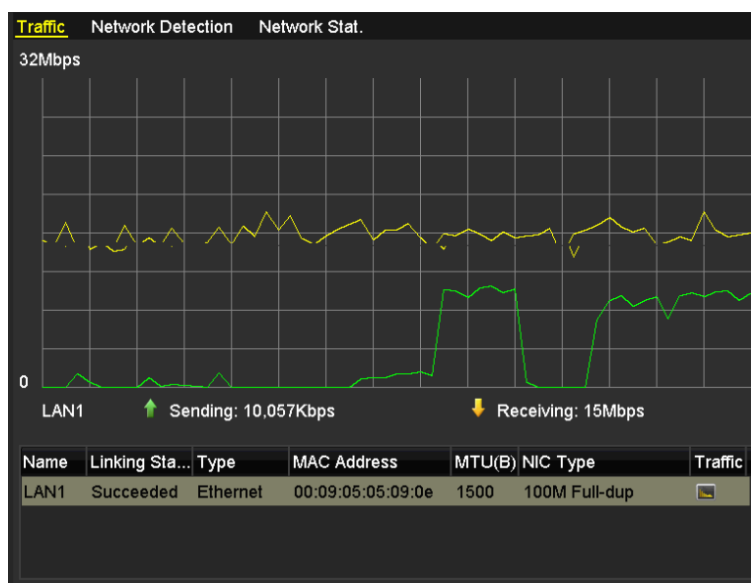 Traffic Network Detection Network Stat.
32Mbps
0
LAN1 Sending: 10,057Kbps Receiving: 15Mbps
Name Linking Sta... Type MAC Address MTU(B) NIC Type Traffic
LAN1 Succeeded Ethernet 00:09:05:05:09:0e 1500 100M Full-dup